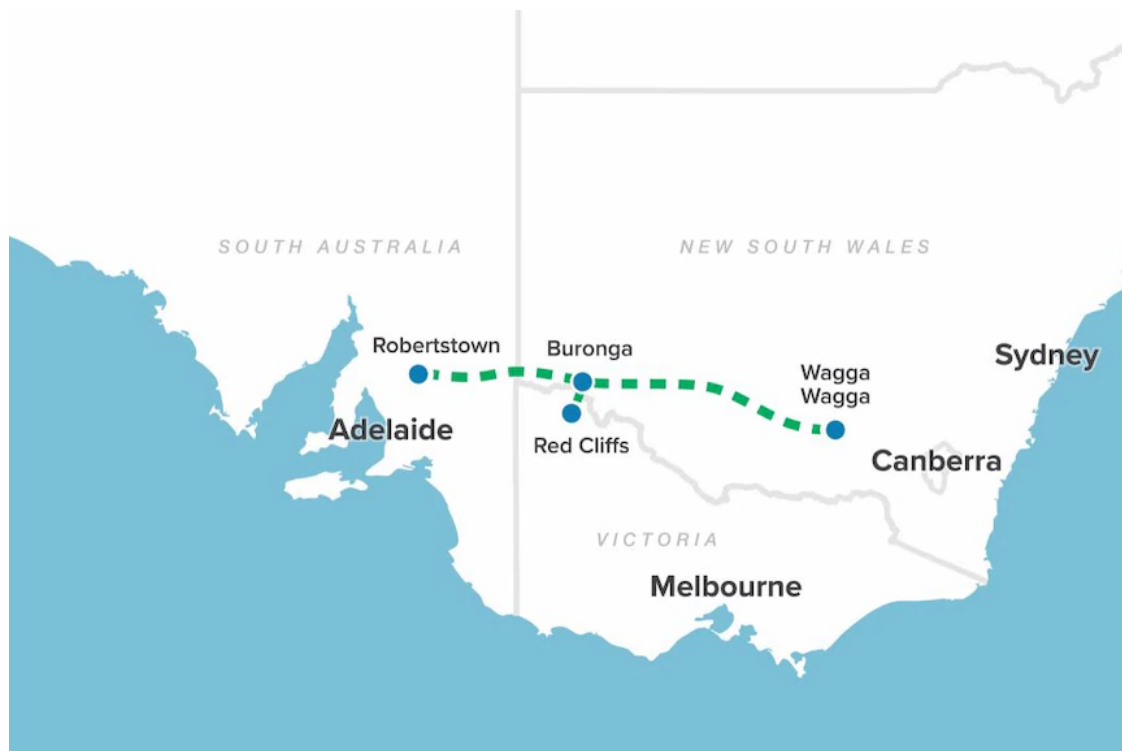 SOUTH AUSTRALIA
NEW SOUTH WALES
Robertstown
Buronga
Sydney
Wagga
Wagga
Adelaide
Red Cliffs
Canberra
VICTORIA
Melbourne